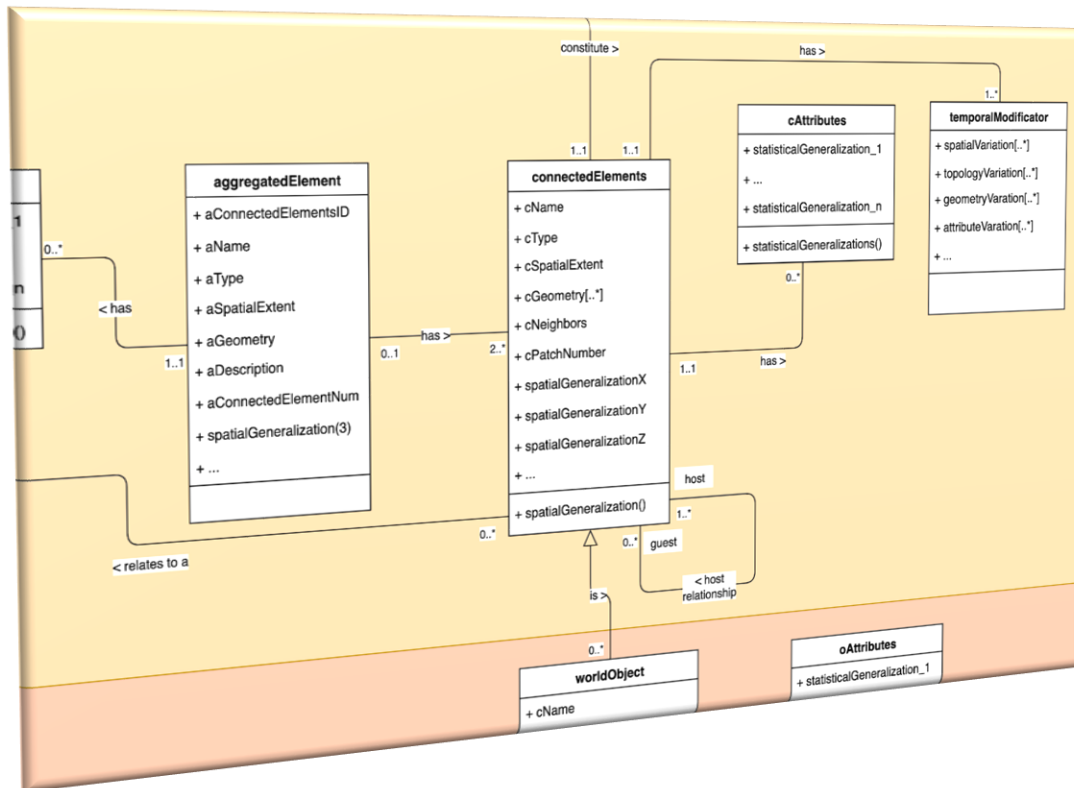 constitute >
has >
1..*
1..1
1..1
cAttributes
+ statisticalGeneralization_1
+ ...
+ statisticalGeneralization_n
+ statisticalGeneralizations()
0..*
temporalModificator
+ spatialVariation[..*]
+ topologyVariation[..*]
+ geometryVaration[..*]
+ attributeVaration[..*]
+ ...
1
n
()
0..*
< has
1..1
aggregatedElement
+ aConnectedElementsID
+ aName
+ aType
+ aSpatialExtent
+ aGeometry
+ aDescription
+ aConnectedElementNum
+ spatialGeneralization(3)
+ ...
0..1
has >
2..*
connectedElements
+ cName
+ cType
+ cSpatialExtent
+ cGeometry[..*]
+ cNeighbors
+ cPatchNumber
+ spatialGeneralizationX
+ spatialGeneralizationY
+ spatialGeneralizationZ
+ ...
+ spatialGeneralization()
1..1
has >
host
1..*
0..*
guest
< host
relationship
0..*
< relates to a
is >
0..*
worldObject
+ cName
oAttributes
+ statisticalGeneralization_1